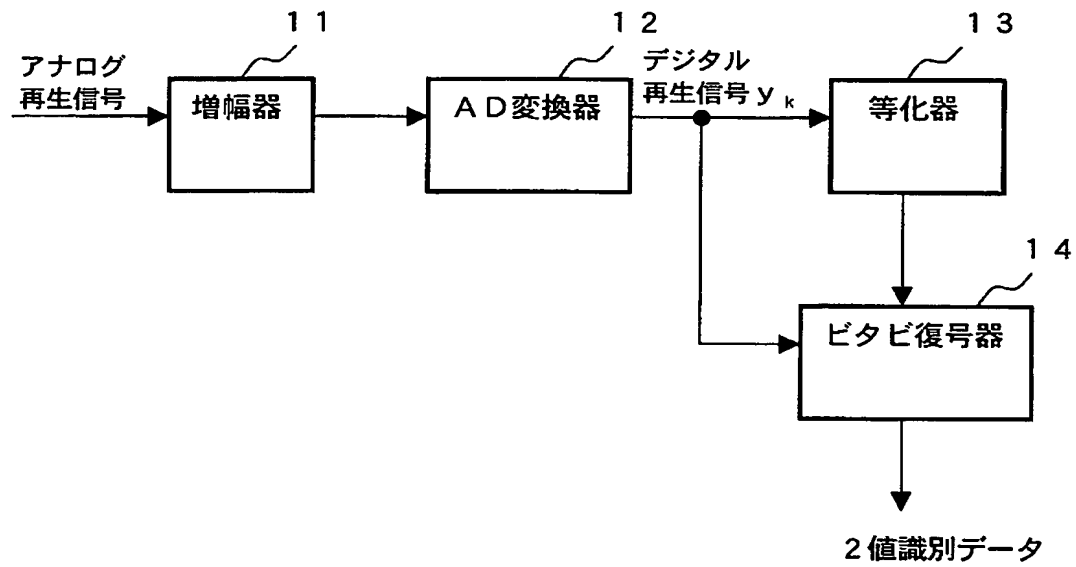 １１
１２
１３
アナログ
再生信号
増幅器
ＡＤ変換器
デジタル
再生信号ｙk
等化器
１４
ビタビ復号器
２値識別データ